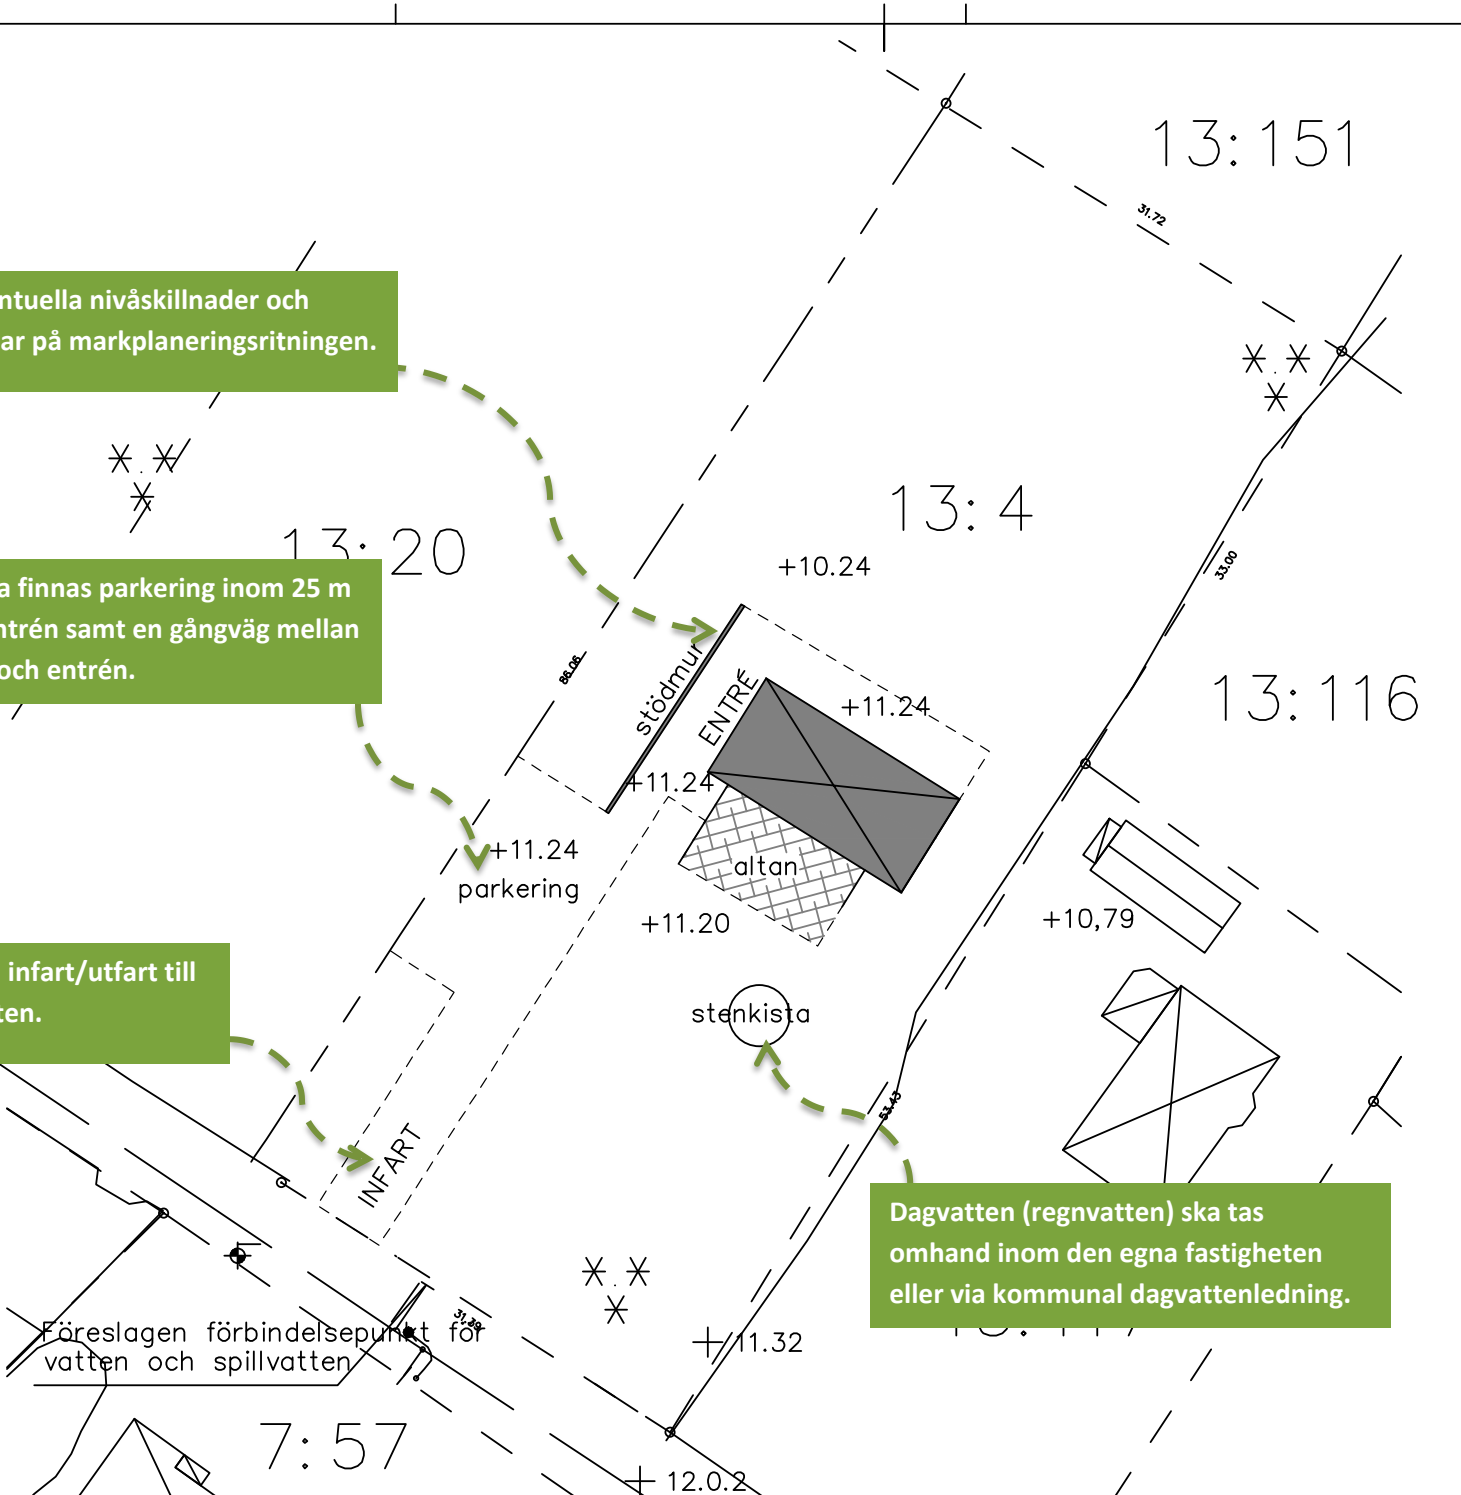 13:151
31.72
ntuella nivåskillnader och
ar på markplaneringsritningen.
13:4
13:20
+10.24
33.00
a finnas parkering inom 25 m
ntrén samt en gångväg mellan
och entrén.
86.06
stödmur
ENTRÉ
+11.24
13:116
+11.24
+11.24
parkering
altan
+11.20
+10,79
infart/utfart till
ten.
stenkista
53.43
INFART
Dagvatten (regnvatten) ska tas
omhand inom den egna fastigheten
eller via kommunal dagvattenledning.
31.39
Föreslagen förbindelsepunkt för
vatten och spillvatten
11.32
7:57
12.0.2